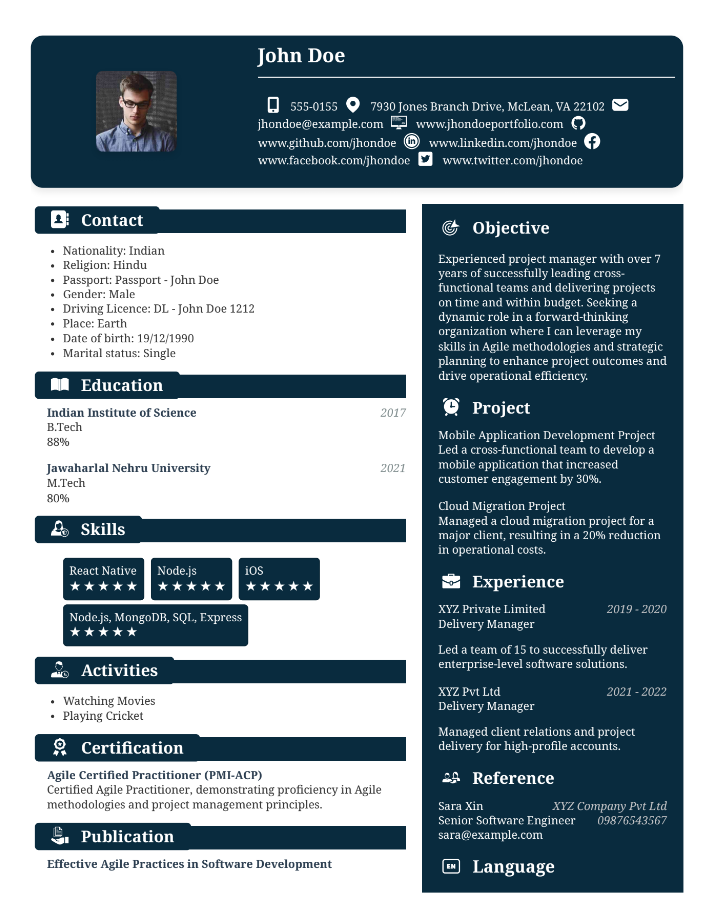 John Doe
555-0155 7930 Jones Branch Drive, McLean, VA 22102
jhondoe@example.com www.jhondoeportfolio.com
www.github.com/jhondoe www.linkedin.com/jhondoe
www.facebook.com/jhondoe www.twitter.com/jhondoe
Contact
• Nationality: Indian
• Religion: Hindu
• Passport: Passport - John Doe
• Gender: Male
• Driving Licence: DL - John Doe 1212
• Place: Earth
• Date of birth: 19/12/1990
• Marital status: Single
Education
Indian Institute of Science 2017
B.Tech
88%
Jawaharlal Nehru University 2021
M.Tech
80%
Skills
React Native Node.js iOS
★★★★★ ★★★★★ ★★★★★
Node.js, MongoDB, SQL, Express
★★★★★
Activities
• Watching Movies
• Playing Cricket
Certification
Agile Certified Practitioner (PMI-ACP)
Certified Agile Practitioner, demonstrating proficiency in Agile
methodologies and project management principles.
Publication
Effective Agile Practices in Software Development
Objective
Experienced project manager with over 7
years of successfully leading cross-
functional teams and delivering projects
on time and within budget. Seeking a
dynamic role in a forward-thinking
organization where I can leverage my
skills in Agile methodologies and strategic
planning to enhance project outcomes and
drive operational efficiency.
Project
Mobile Application Development Project
Led a cross-functional team to develop a
mobile application that increased
customer engagement by 30%.
Cloud Migration Project
Managed a cloud migration project for a
major client, resulting in a 20% reduction
in operational costs.
Experience
XYZ Private Limited 2019 - 2020
Delivery Manager
Led a team of 15 to successfully deliver
enterprise-level software solutions.
XYZ Pvt Ltd 2021 - 2022
Delivery Manager
Managed client relations and project
delivery for high-profile accounts.
Reference
Sara Xin XYZ Company Pvt Ltd
Senior Software Engineer 09876543567
sara@example.com
EN Language